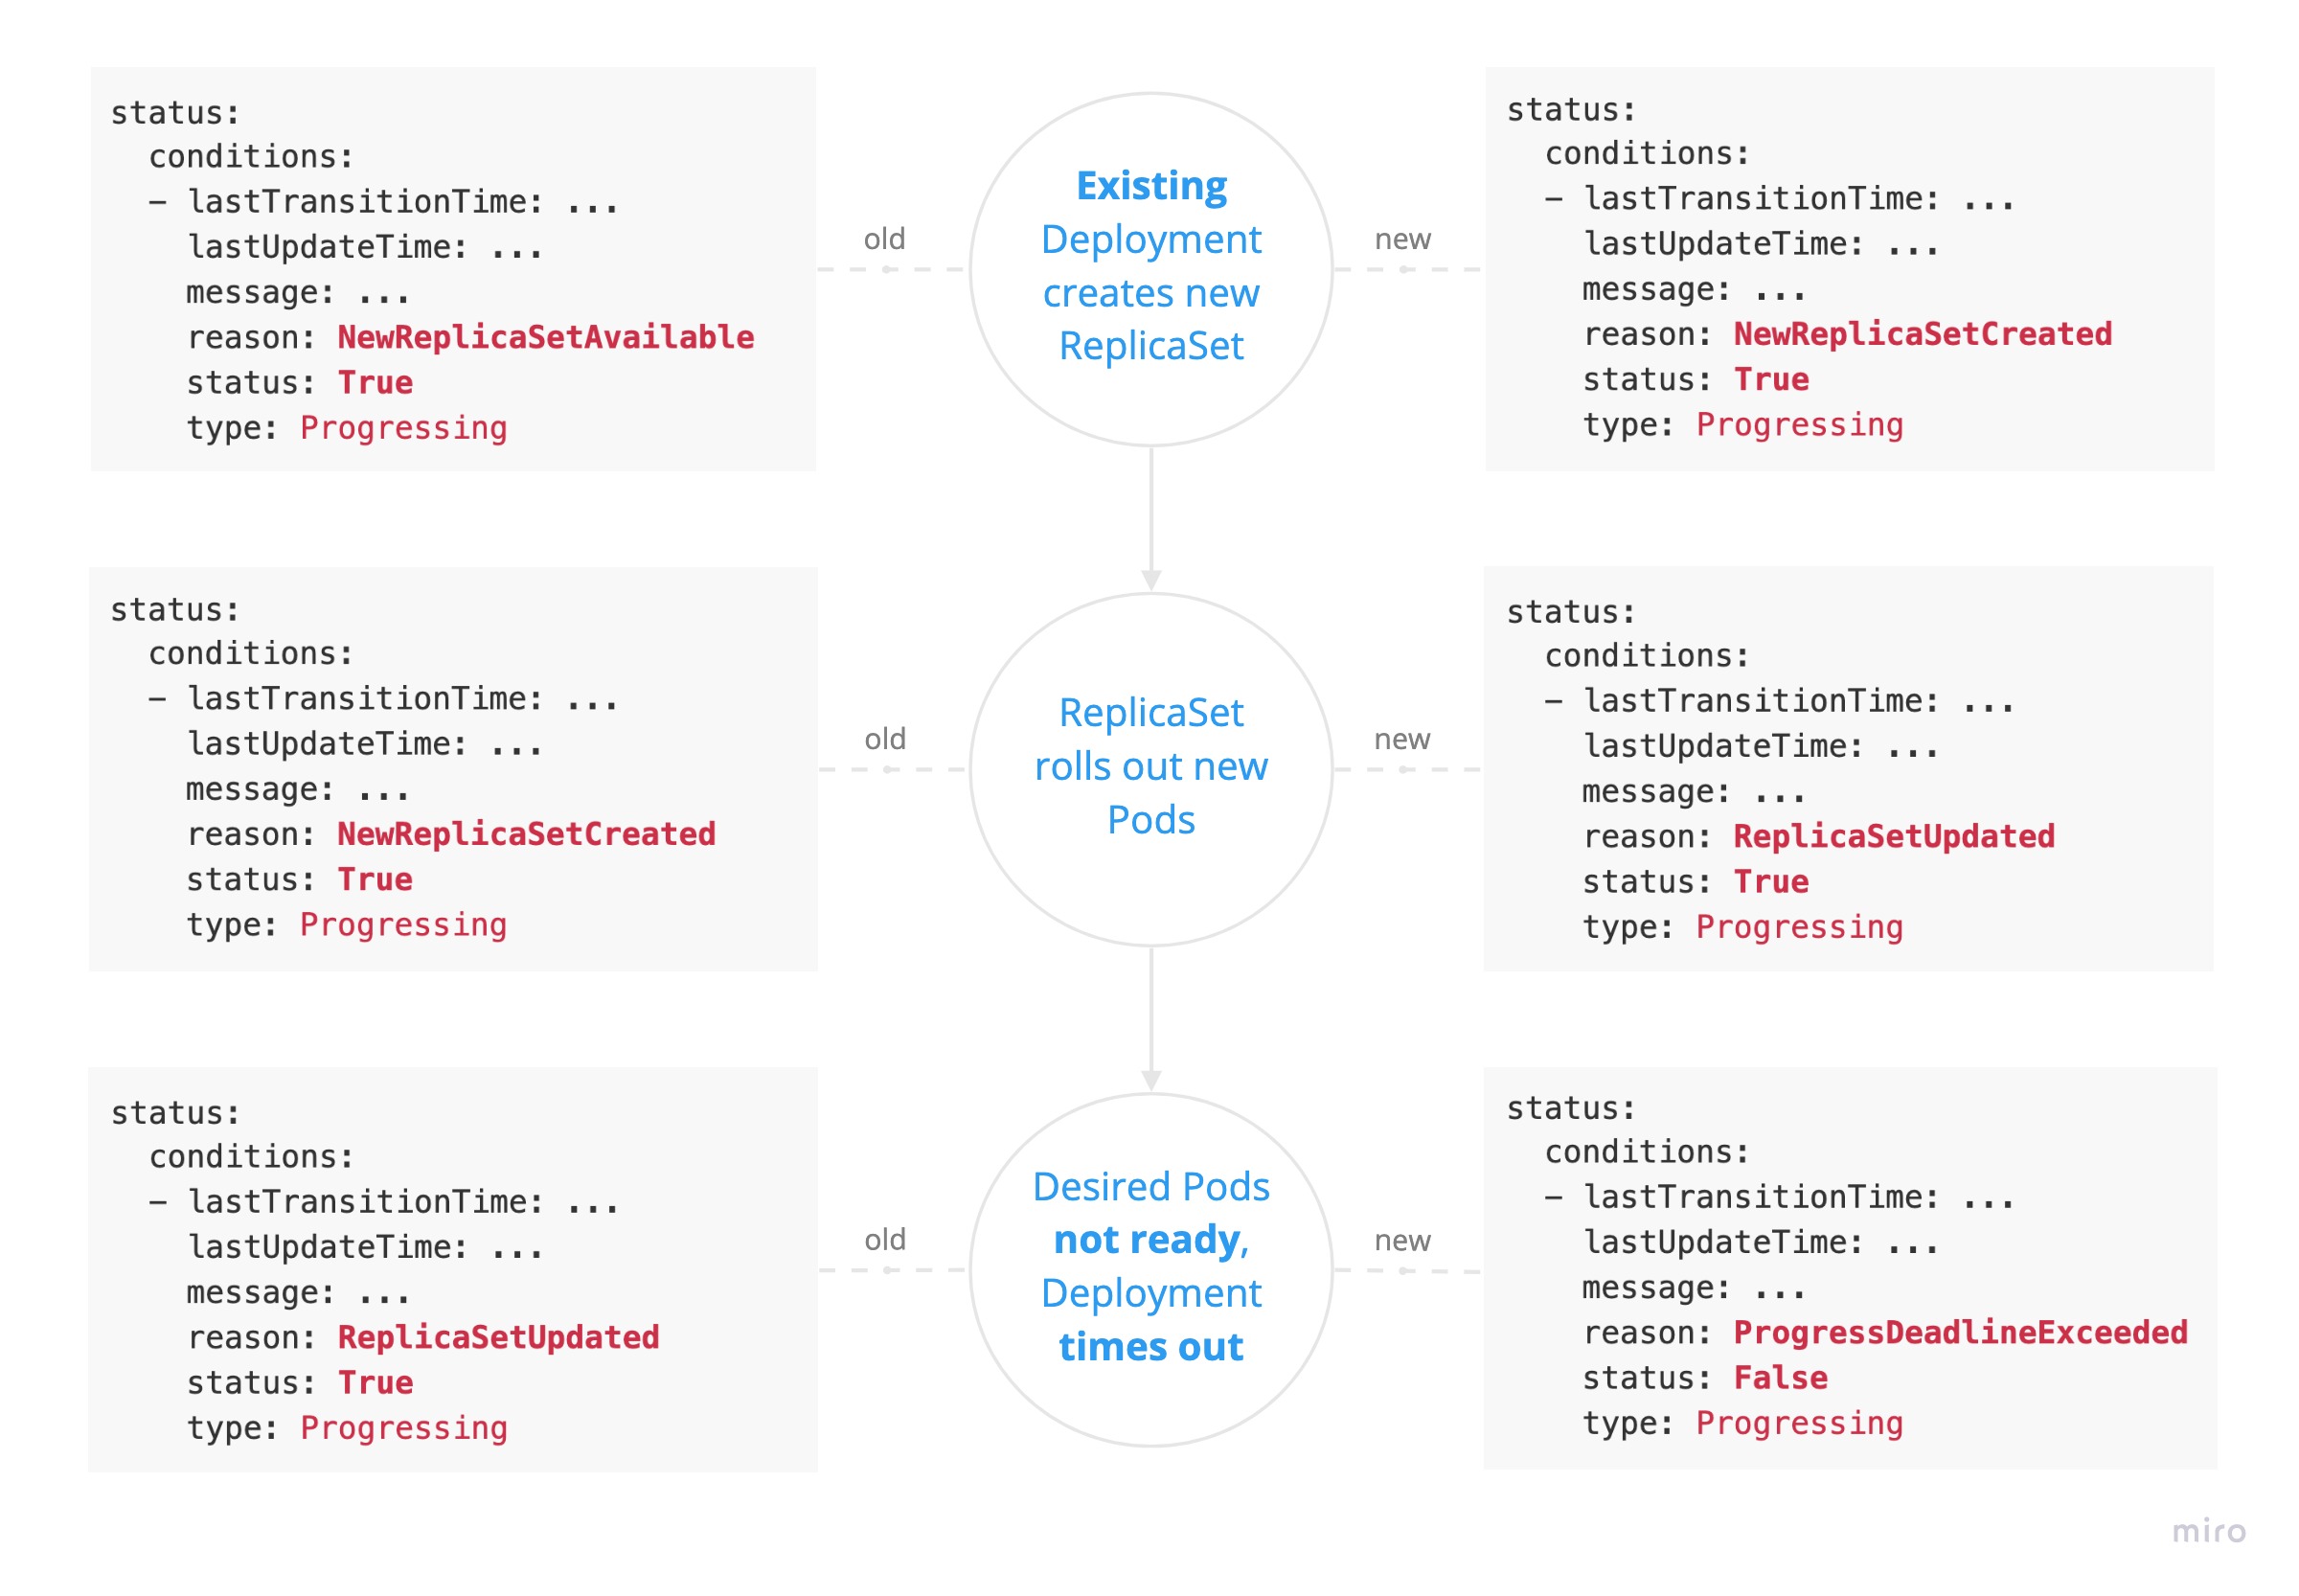 status:
  conditions:
  – lastTransitionTime: ...
    lastUpdateTime: ...
    message: ...
    reason: NewReplicaSetAvailable
    status: True
    type: Progressing
old
Existing
Deployment
creates new
ReplicaSet
new
status:
  conditions:
  – lastTransitionTime: ...
    lastUpdateTime: ...
    message: ...
    reason: NewReplicaSetCreated
    status: True
    type: Progressing
status:
  conditions:
  – lastTransitionTime: ...
    lastUpdateTime: ...
    message: ...
    reason: NewReplicaSetCreated
    status: True
    type: Progressing
old
ReplicaSet
rolls out new
Pods
new
status:
  conditions:
  – lastTransitionTime: ...
    lastUpdateTime: ...
    message: ...
    reason: ReplicaSetUpdated
    status: True
    type: Progressing
status:
  conditions:
  – lastTransitionTime: ...
    lastUpdateTime: ...
    message: ...
    reason: ReplicaSetUpdated
    status: True
    type: Progressing
old
Desired Pods
not ready,
Deployment
times out
new
status:
  conditions:
  – lastTransitionTime: ...
    lastUpdateTime: ...
    message: ...
    reason: ProgressDeadlineExceeded
    status: False
    type: Progressing
miro